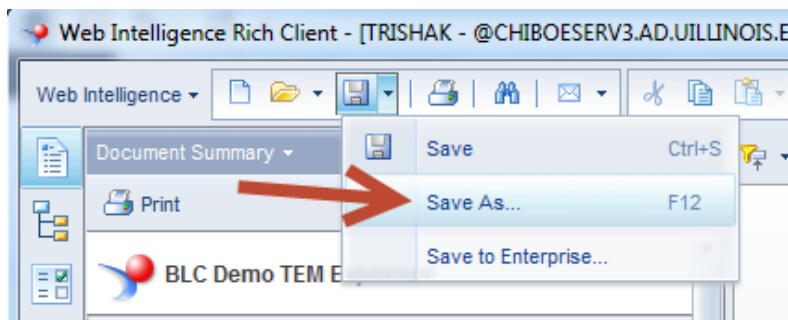 Web Intelligence Rich Client - [TRISHAK - @CHIBOESERV3.AD.UILLINOIS.E
Web Intelligence
Document Summary
Save Ctrl+S
Print
Save As... F12
Save to Enterprise...
BLC Demo TEM E